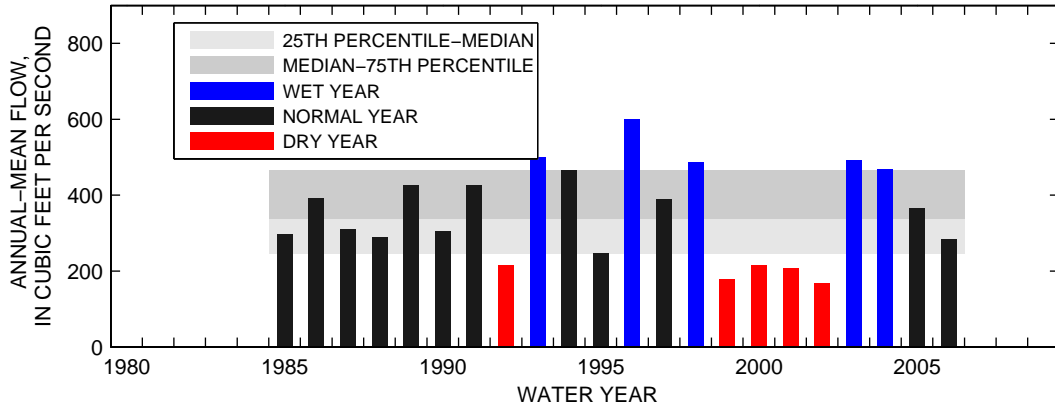 ANNUAL−MEAN FLOW,
IN CUBIC FEET PER SECOND
800
600
400
200
0
25TH PERCENTILE−MEDIAN
MEDIAN−75TH PERCENTILE
WET YEAR
NORMAL YEAR
DRY YEAR
1980 1985 1990 1995 2000 2005
WATER YEAR